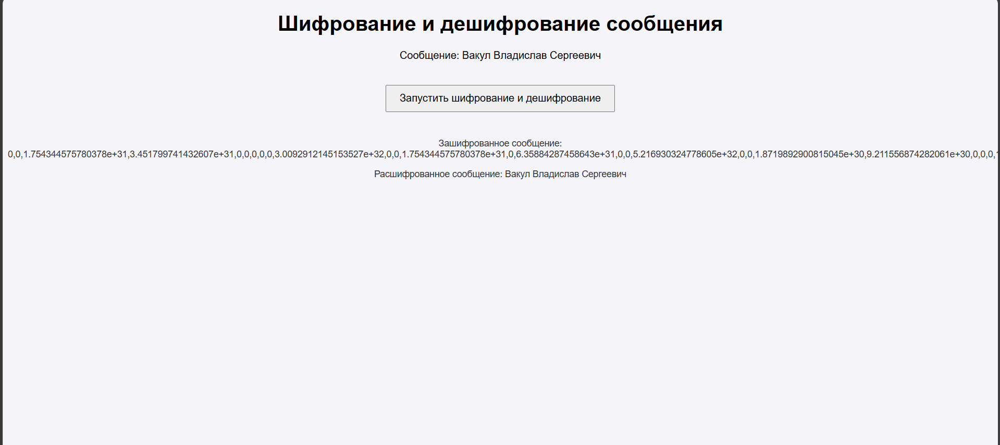 Шифрование и дешифрование сообщения
Сообщение: Вакул Владислав Сергеевич
Запустить шифрование и дешифрование
Зашифрованное сообщение:
0,0,1.754344575780378e+31,3.451799741432607e+31,0,0,0,0,0,3.0092912145153527e+32,0,0,1.754344575780378e+31,0,6.35884287458643e+31,0,0,5.216930324778605e+32,0,0,1.8719892900815045e+30,9.211556874282061e+30,0,0,0,
Расшифрованное сообщение: Вакул Владислав Сергеевич